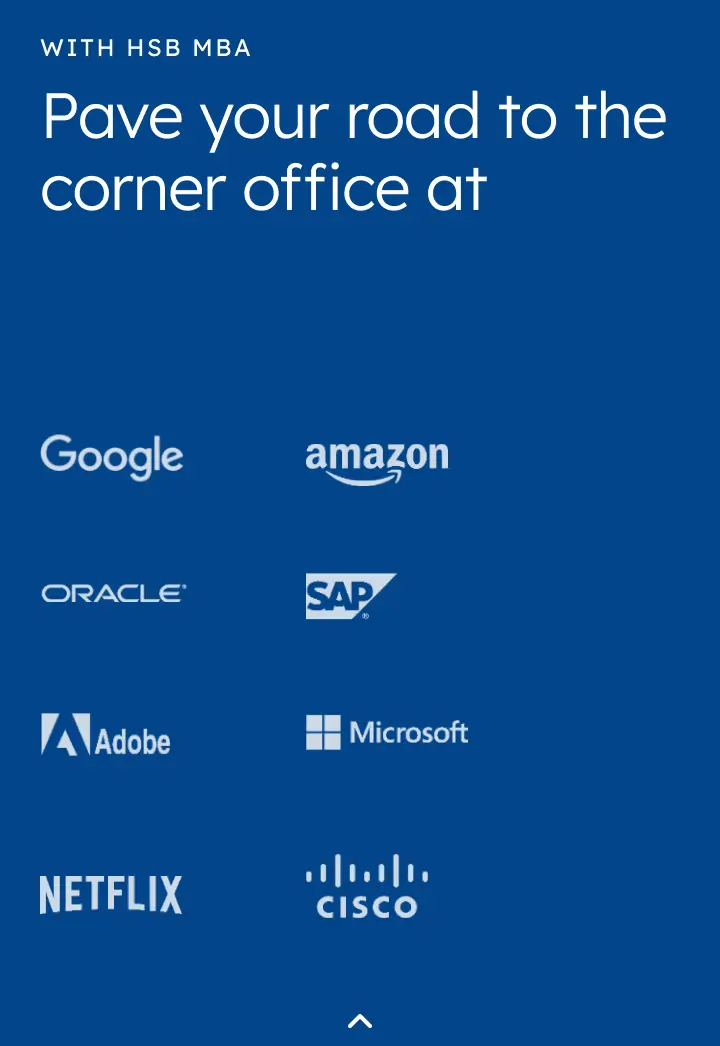 WITH HSB MBA
Pave your road to the
corner office at
Google
amazon
ORACLE®
SAP®
Adobe
Microsoft
NETFLIX
CISCO